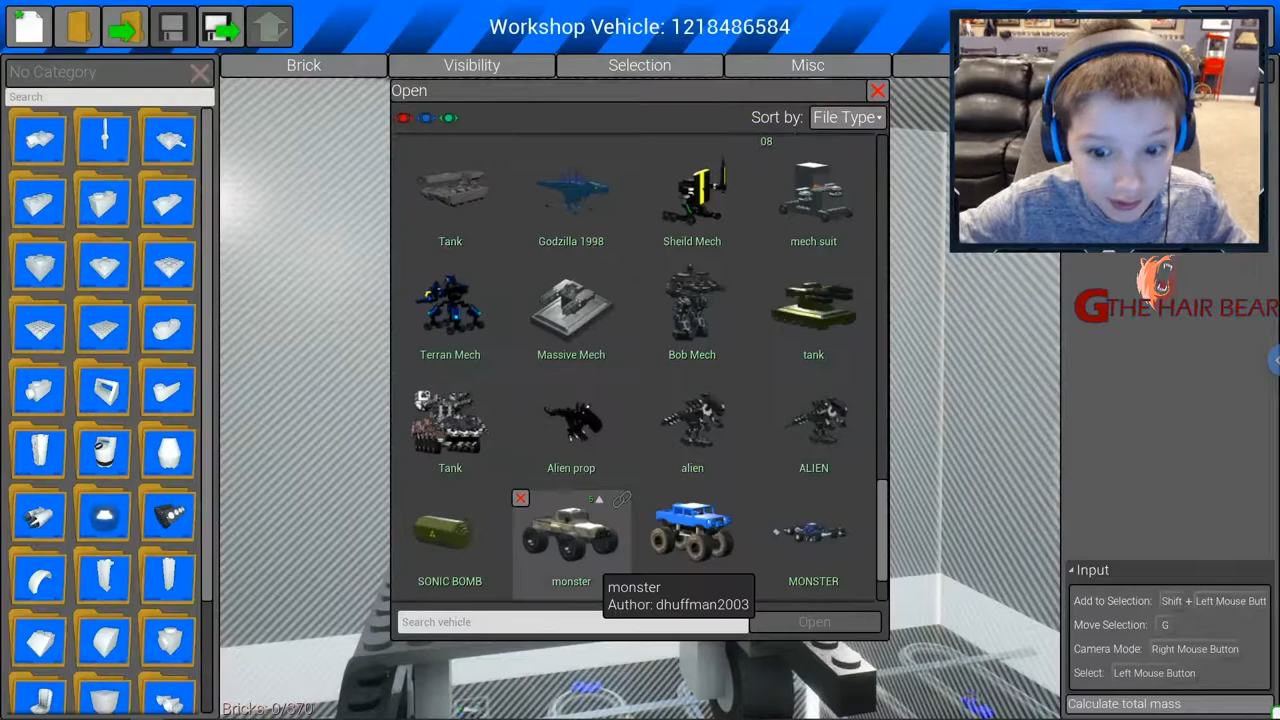 Workshop Vehicle: 1218486584
No Category
Search
Brick
Visibility
Selection
Misc
Open
Sort by: File Type
08
Tank
Godzilla 1998
Sheild Mech
mech suit
Terran Mech
Massive Mech
Bob Mech
tank
Tank
Alien prop
alien
ALIEN
5
SONIC BOMB
monster
MONSTER
monster
Author: dhuffman2003
Search vehicle
Open
GTHE HAIR BEAR
Input
Add to Selection: Shift + Left Mouse Butt
Move Selection: G
Camera Mode: Right Mouse Button
Select: Left Mouse Button
Calculate total mass
Bricks: 0/870